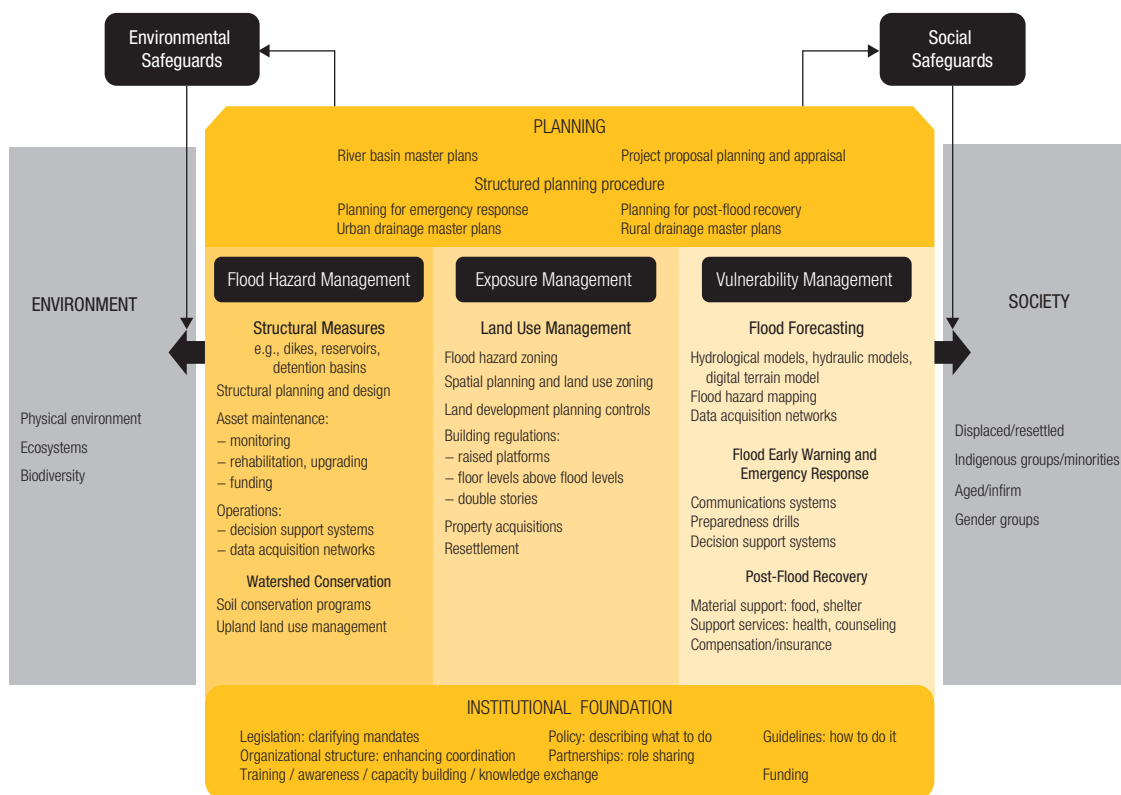 Environmental
Safeguards
Social
Safeguards
PLANNING
River basin master plans
Project proposal planning and appraisal
Structured planning procedure
Planning for emergency response
Planning for post-flood recovery
Urban drainage master plans
Rural drainage master plans
ENVIRONMENT
Physical environment
Ecosystems
Biodiversity
Flood Hazard Management
Structural Measures
e.g., dikes, reservoirs,
detention basins
Structural planning and design
Asset maintenance:
– monitoring
– rehabilitation, upgrading
– funding
Operations:
– decision support systems
– data acquisition networks
Watershed Conservation
Soil conservation programs
Upland land use management
Exposure Management
Land Use Management
Flood hazard zoning
Spatial planning and land use zoning
Land development planning controls
Building regulations:
– raised platforms
– floor levels above flood levels
– double stories
Property acquisitions
Resettlement
Vulnerability Management
Flood Forecasting
Hydrological models, hydraulic models,
digital terrain model
Flood hazard mapping
Data acquisition networks
Flood Early Warning and
Emergency Response
Communications systems
Preparedness drills
Decision support systems
Post-Flood Recovery
Material support: food, shelter
Support services: health, counseling
Compensation/insurance
SOCIETY
Displaced/resettled
Indigenous groups/minorities
Aged/infirm
Gender groups
INSTITUTIONAL FOUNDATION
Legislation: clarifying mandates
Policy: describing what to do
Guidelines: how to do it
Organizational structure: enhancing coordination
Partnerships: role sharing
Training / awareness / capacity building / knowledge exchange
Funding